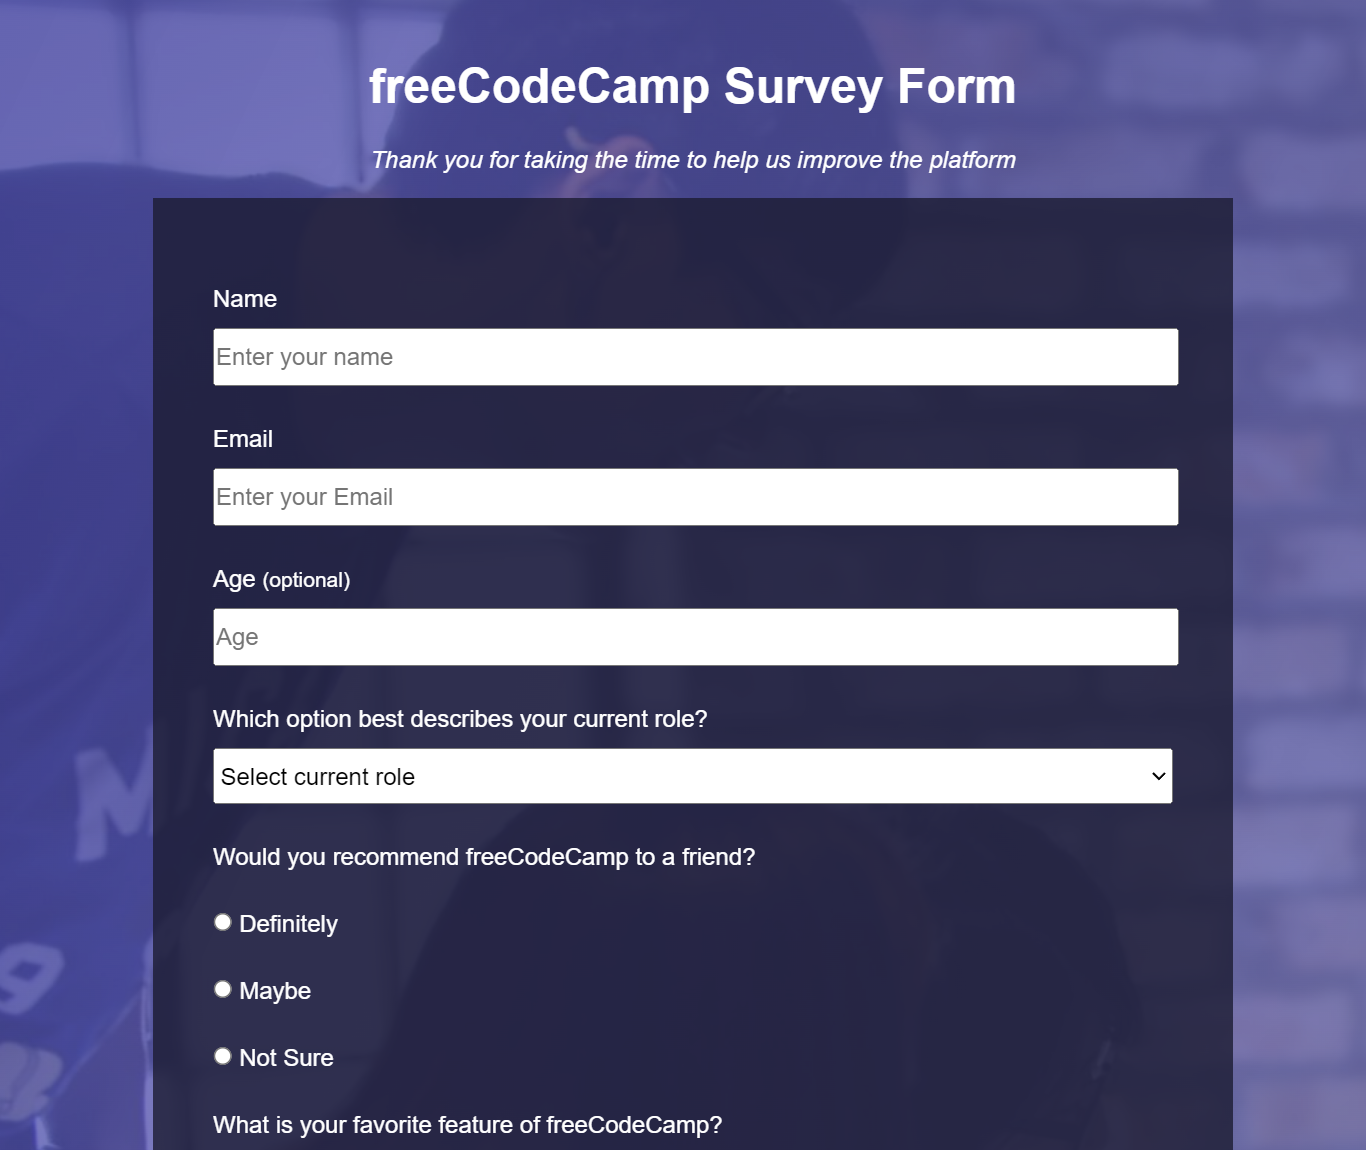 freeCodeCamp Survey Form
Thank you for taking the time to help us improve the platform
Name
Enter your name
Email
Enter your Email
Age (optional)
Age
Which option best describes your current role?
Select current role
Would you recommend freeCodeCamp to a friend?
Definitely
Maybe
Not Sure
What is your favorite feature of freeCodeCamp?